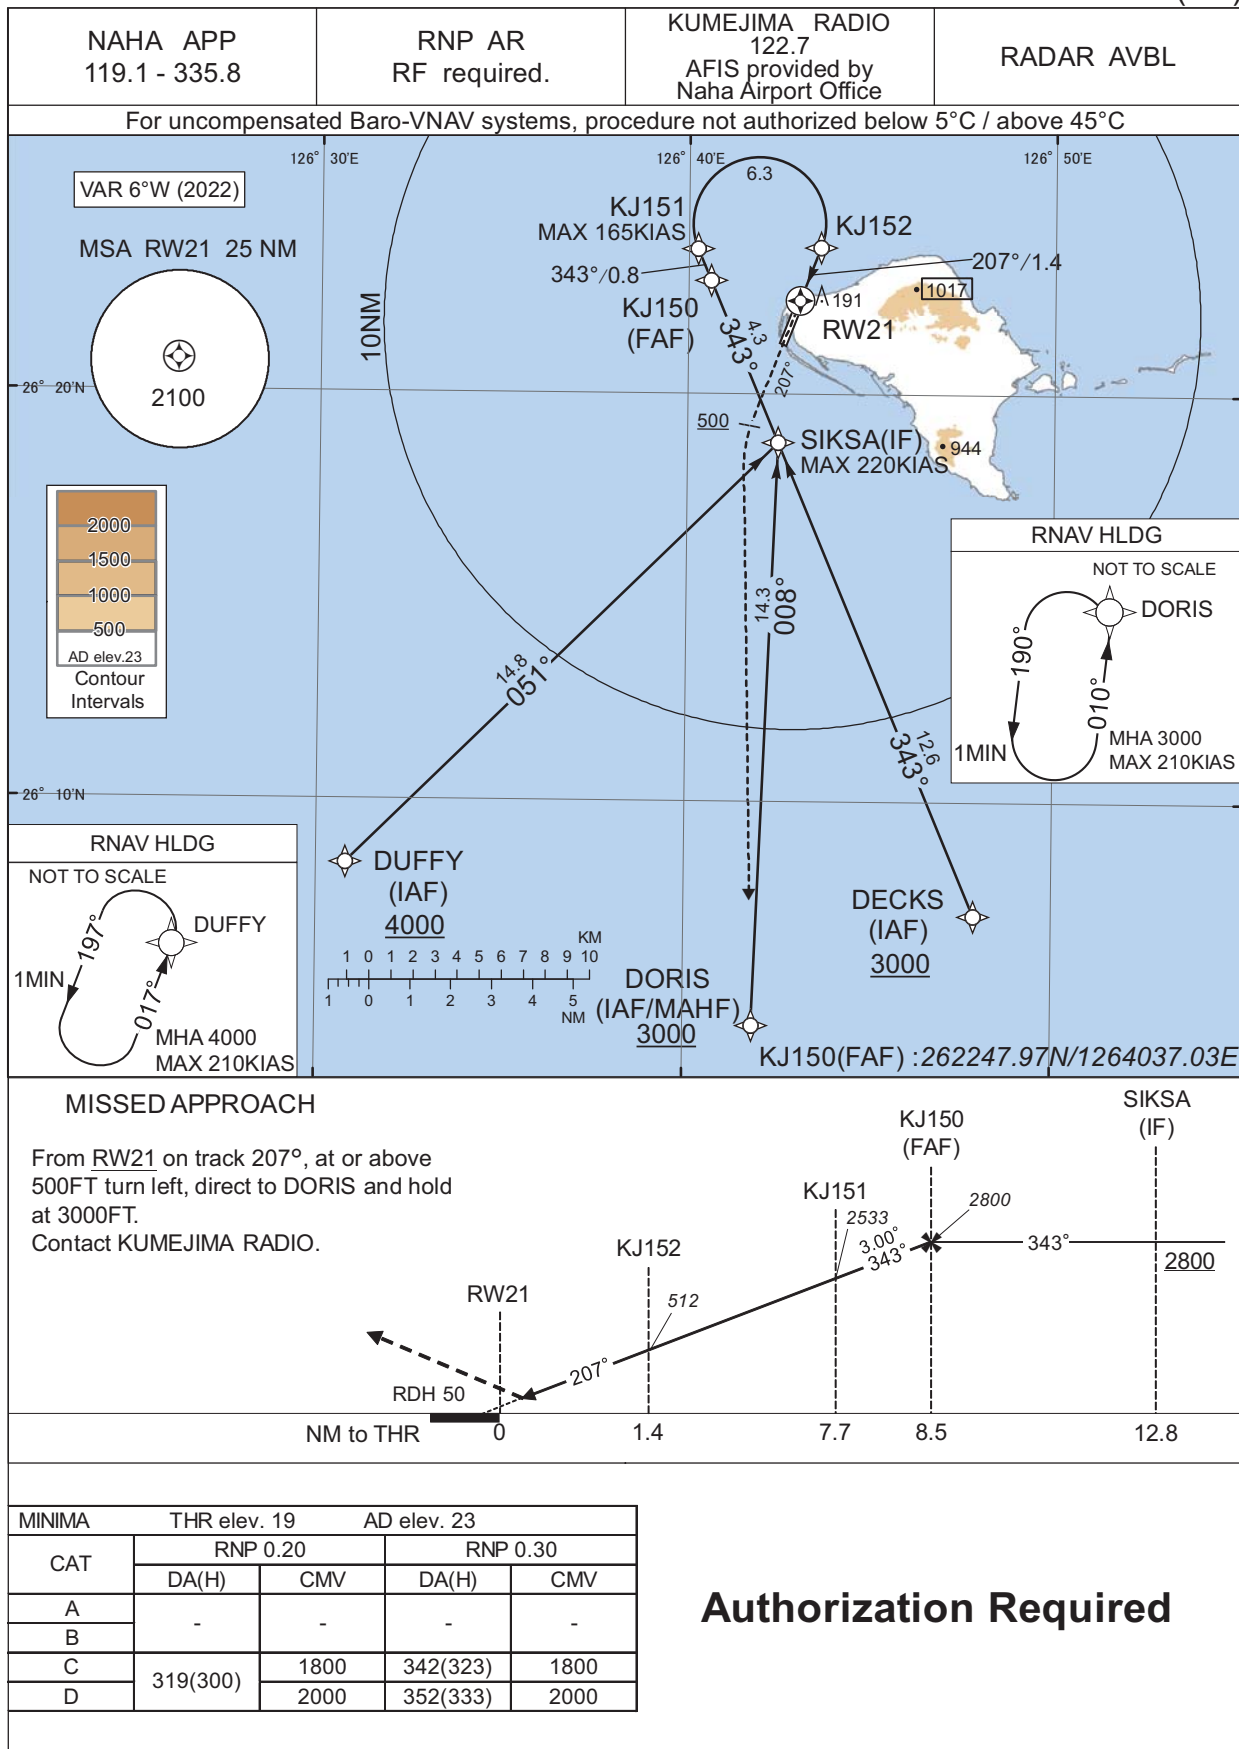 NAHA APP
119.1 - 335.8
RNP AR
RF required.
KUMEJIMA RADIO
122.7
AFIS provided by
Naha Airport Office
RADAR AVBL
For uncompensated Baro-VNAV systems, procedure not authorized below 5°C / above 45°C
126° 30'E
126° 40'E
126° 50'E
VAR 6°W (2022)
MSA RW21 25 NM
2100
10NM
6.3
KJ151
MAX 165KIAS
KJ152
343°/0.8
207°/1.4
KJ150
(FAF)
191
1017
RW21
4.3
343°
207°
26° 20'N
500
SIKSA(IF)
MAX 220KIAS
944
2000
1500
1000
500
AD elev.23
Contour
Intervals
RNAV HLDG
NOT TO SCALE
DORIS
190°
010°
1MIN
MHA 3000
MAX 210KIAS
14.3
008°
14.8
051°
12.6
343°
26° 10'N
RNAV HLDG
NOT TO SCALE
DUFFY
197°
017°
1MIN
MHA 4000
MAX 210KIAS
DUFFY
(IAF)
4000
DECKS
(IAF)
3000
KM
1 0 1 2 3 4 5 6 7 8 9 10
1 0 1 2 3 4 5
NM
DORIS
(IAF/MAHF)
3000
KJ150(FAF) :262247.97N/1264037.03E
MISSED APPROACH
From RW21 on track 207°, at or above
500FT turn left, direct to DORIS and hold
at 3000FT.
Contact KUMEJIMA RADIO.
SIKSA
(IF)
KJ150
(FAF)
KJ151
2533
2800
3.00°
343°
343°
2800
KJ152
512
RW21
207°
RDH 50
NM to THR 0 1.4 7.7 8.5 12.8
MINIMA THR elev. 19 AD elev. 23
CAT RNP 0.20 RNP 0.30
DA(H) CMV DA(H) CMV
A - - - -
B
C 319(300) 1800 342(323) 1800
D 2000 352(333) 2000
Authorization Required